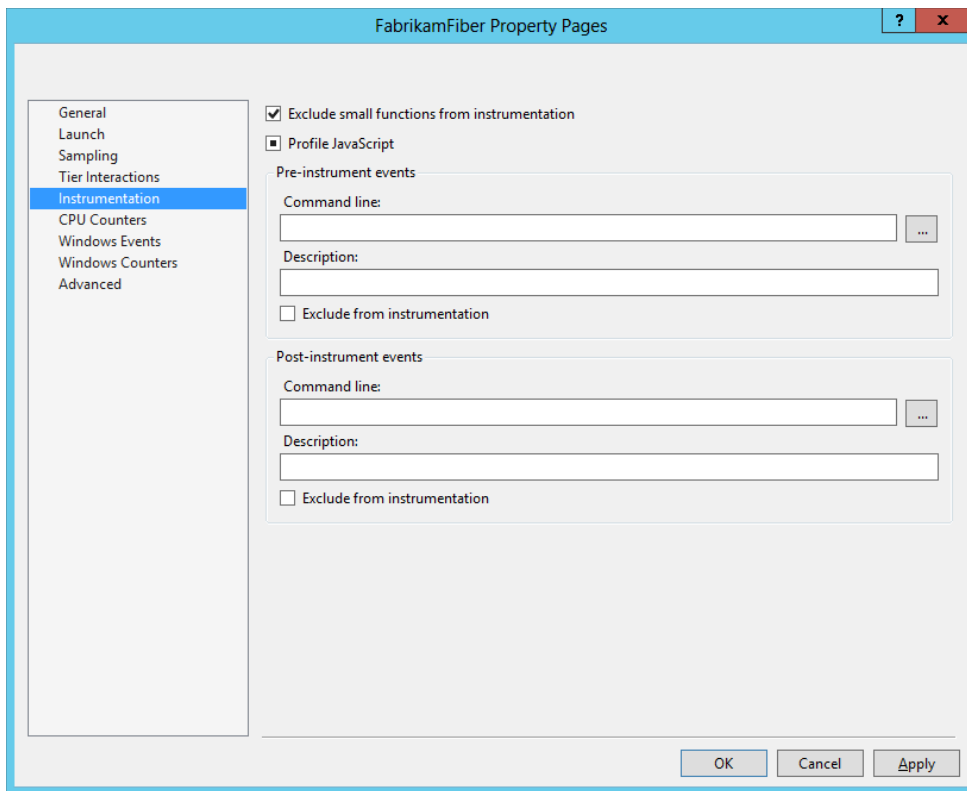 FabrikamFiber Property Pages
? x
General
Launch
Sampling
Tier Interactions
Instrumentation
CPU Counters
Windows Events
Windows Counters
Advanced
Exclude small functions from instrumentation
Profile JavaScript
Pre-instrument events
Command line:
...
Description:
Exclude from instrumentation
Post-instrument events
Command line:
...
Description:
Exclude from instrumentation
OK Cancel Apply